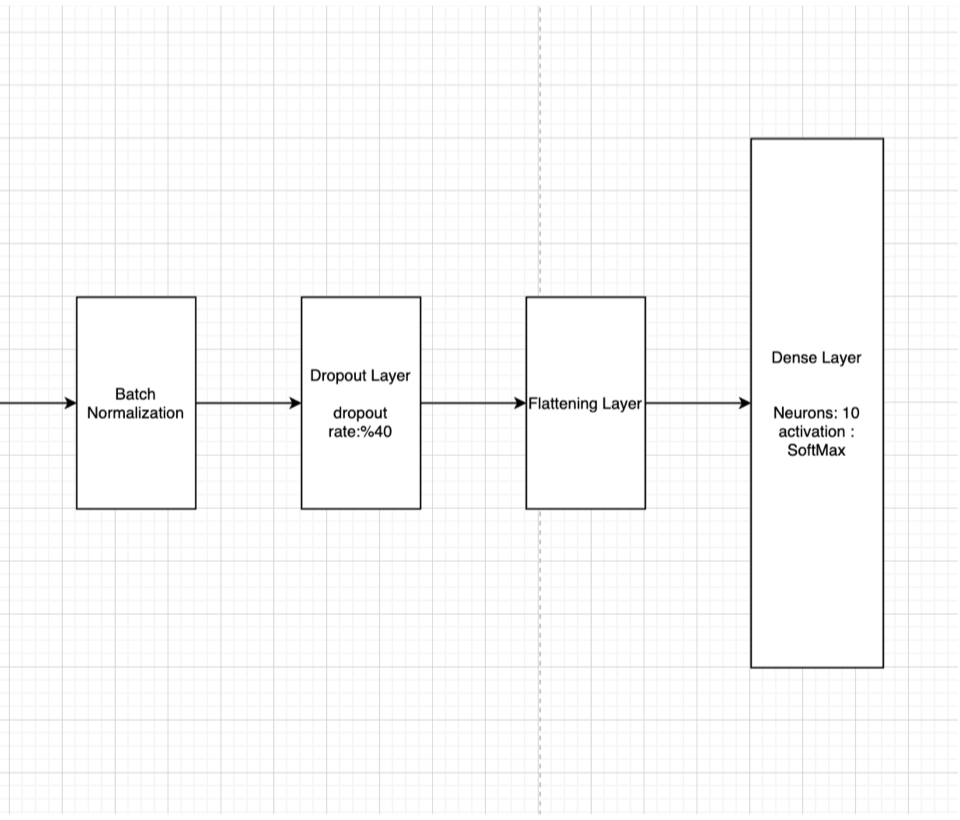 Batch
Normalization
Dropout Layer
dropout
rate:%40
Flattening Layer
Dense Layer
Neurons: 10
activation :
SoftMax